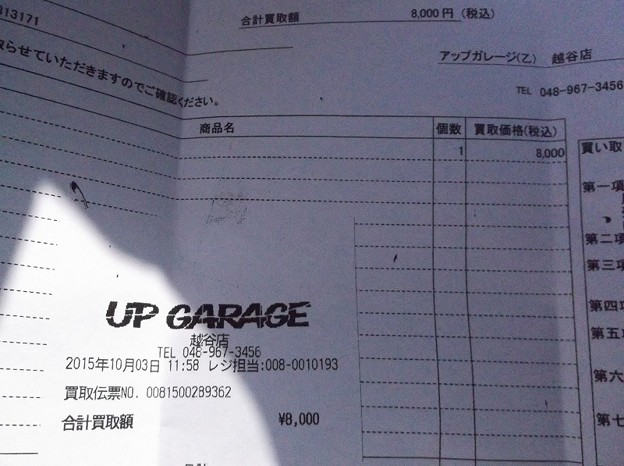 313171
合計買取額 8,000円(税込)
アップガレージ(乙) 越谷店
TEL 048-967-3456
取らせていただきますのでご確認ください。
商品名 個数 買取価格(税込)
1 8,000
買い取
第一項
第二項
第三項
第四項
第五項
第六
第七
UP GARAGE
越谷店
TEL 048-967-3456
2015年10月03日 11:58 レジ担当:008-0010193
買取伝票NO. 0081500289362
合計買取額 ¥8,000